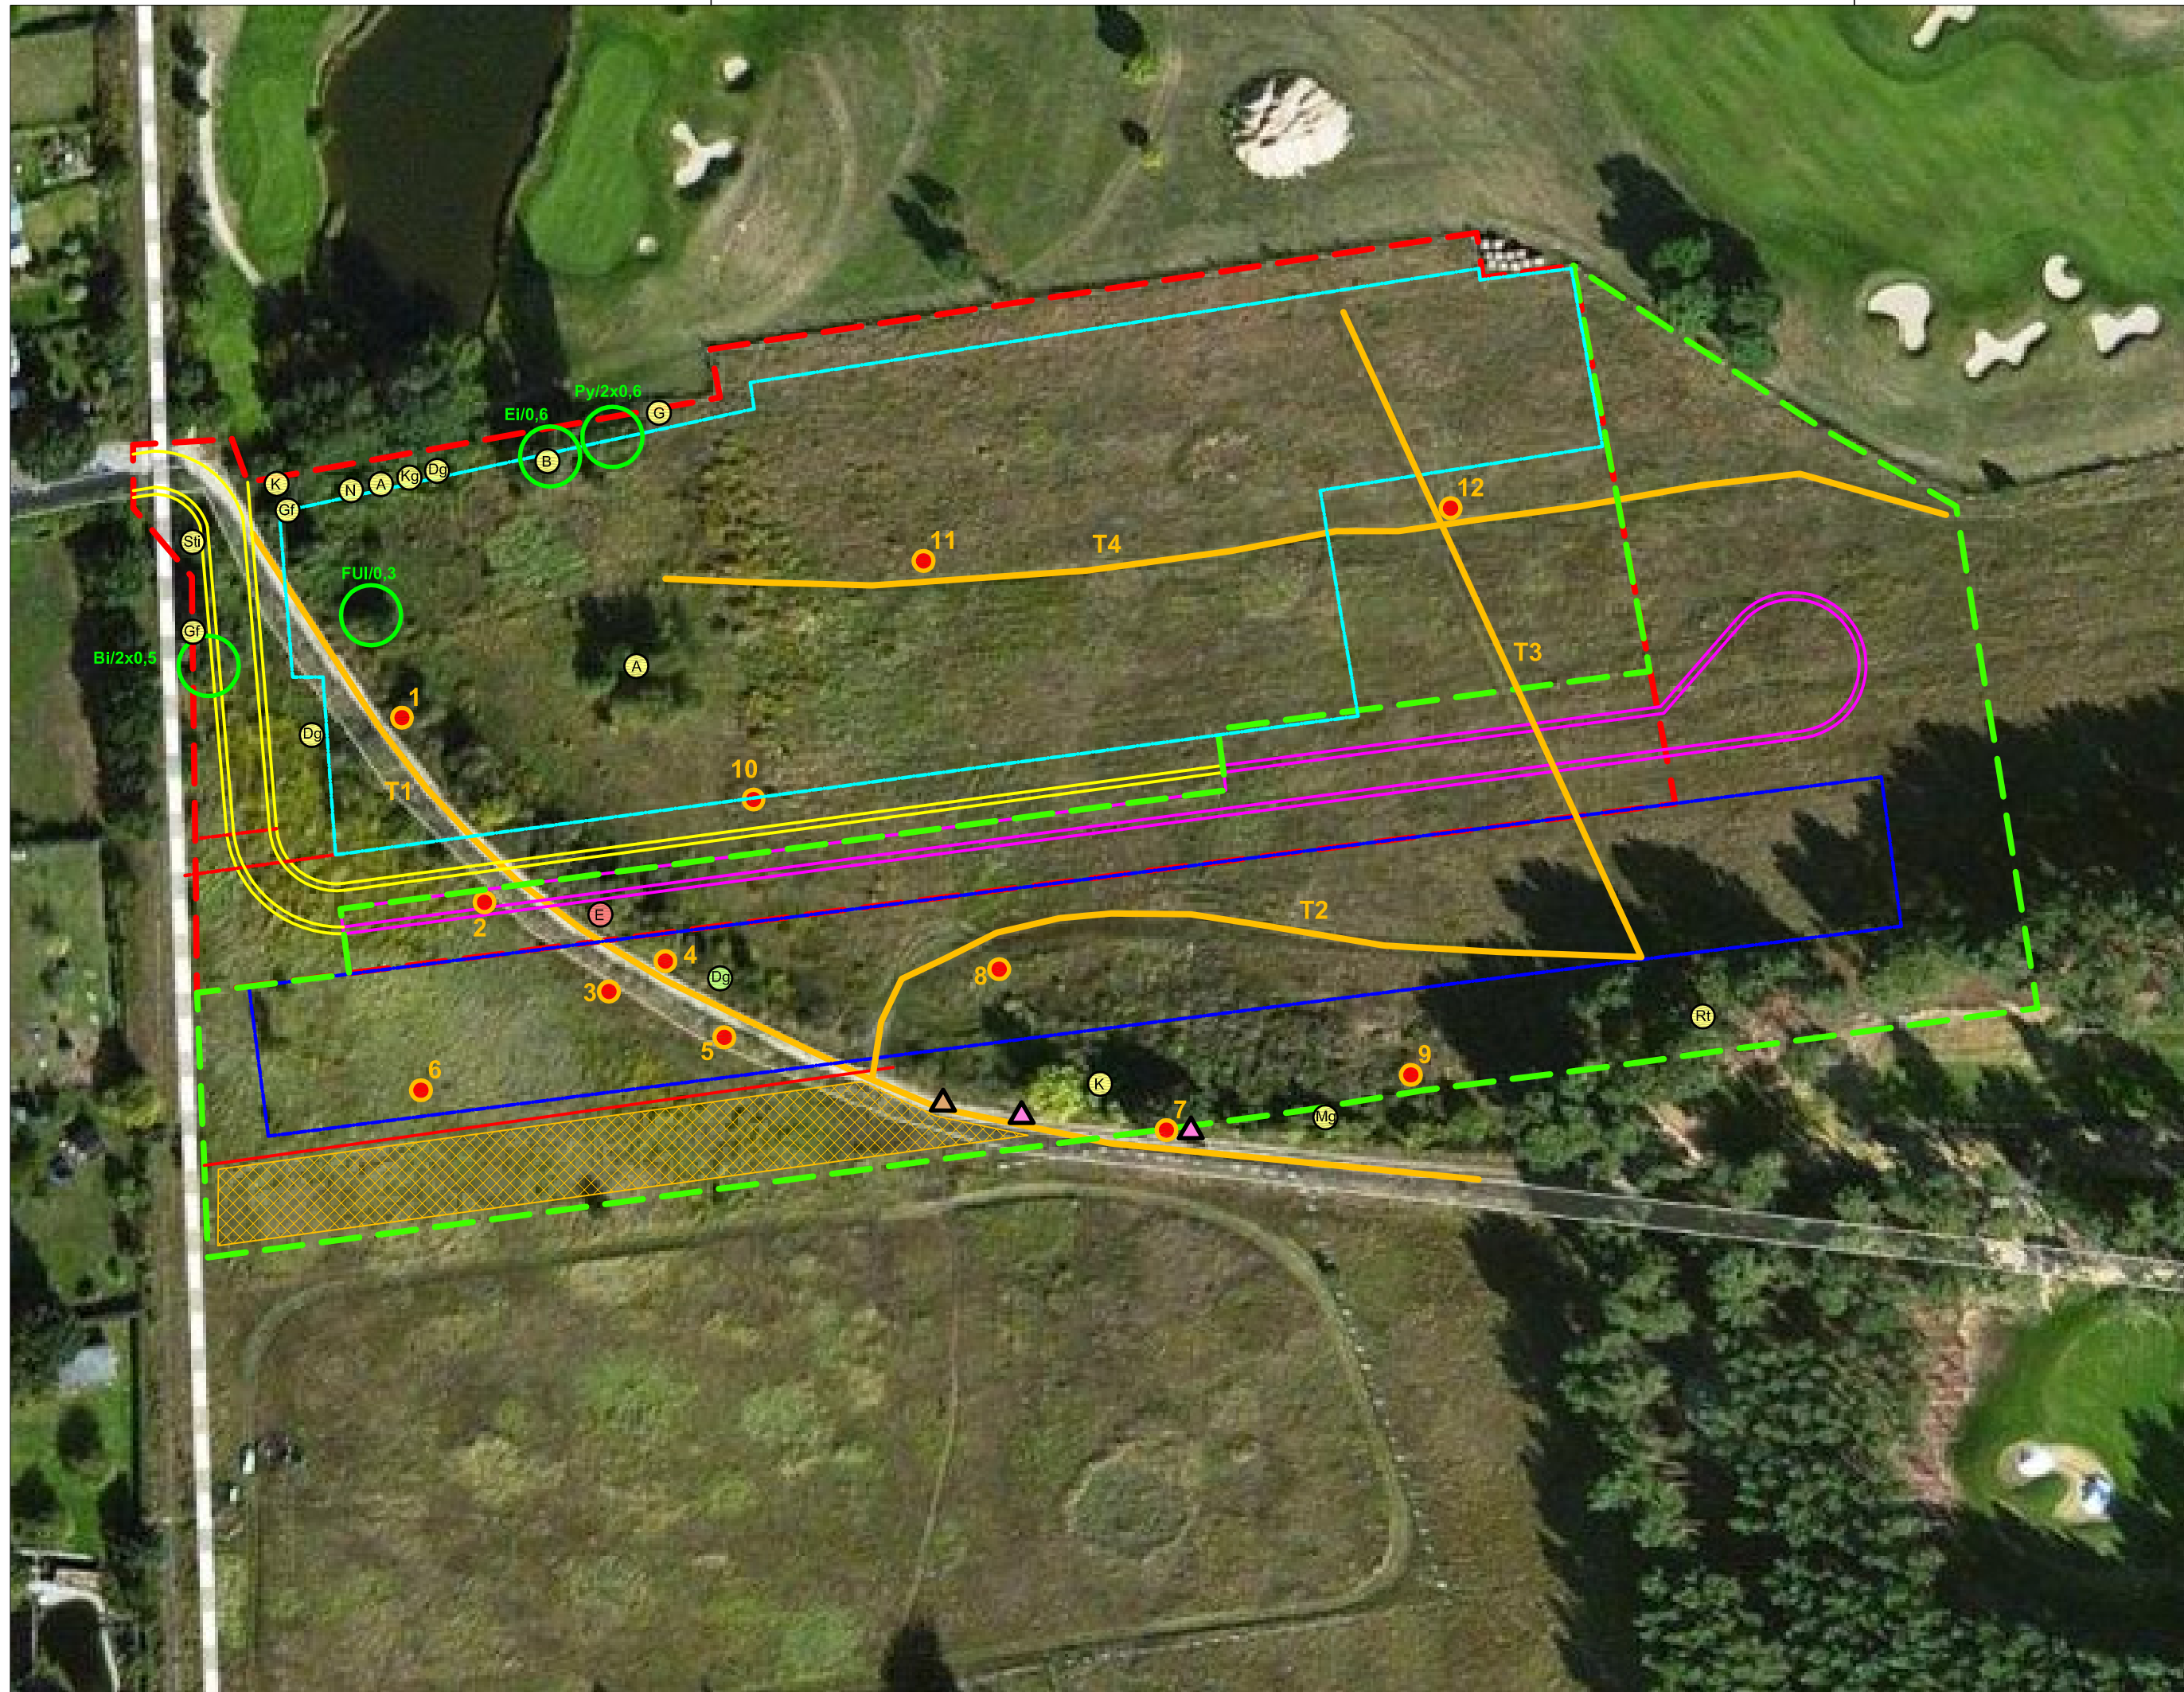 Py/2x0,6
Ei/0,6
G
B
K
N
A
Kg
Dg
Gf
12
Sti
11
T4
FUI/0,3
Gf
Bi/2x0,5
A
T3
1
Dg
10
T1
2
E
T2
4
Dg
8
3
Rt
5
6
9
K
7
Mg